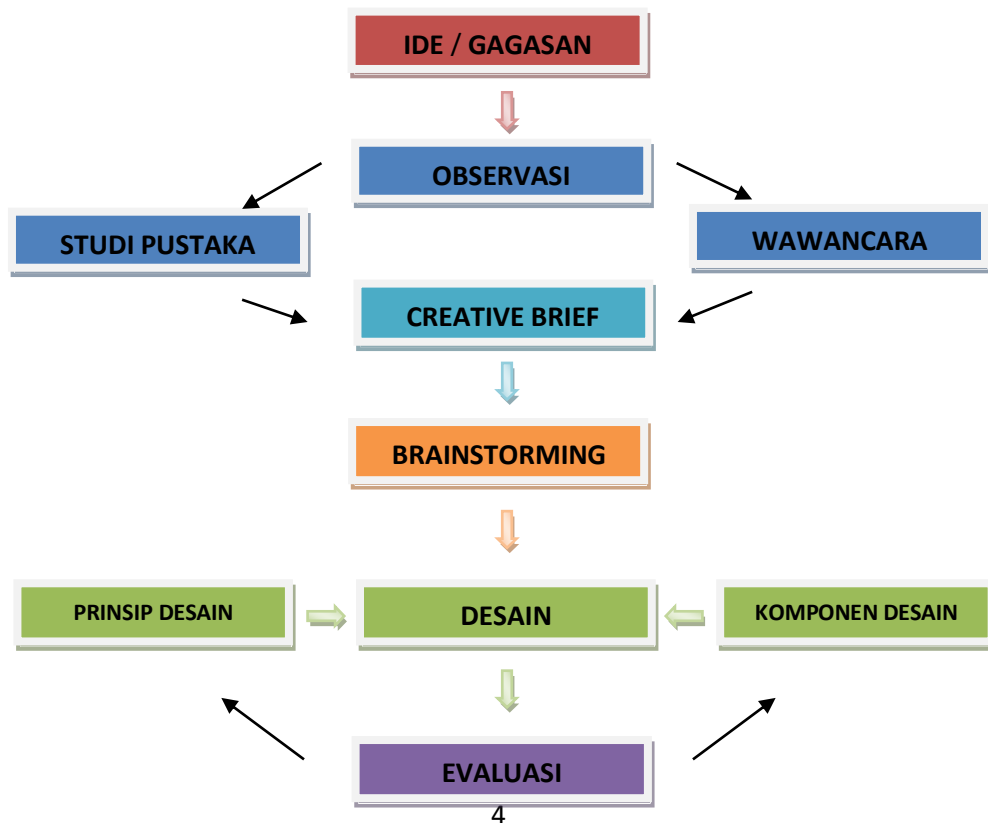 IDE / GAGASAN
OBSERVASI
STUDI PUSTAKA
WAWANCARA
CREATIVE BRIEF
BRAINSTORMING
PRINSIP DESAIN
DESAIN
KOMPONEN DESAIN
EVALUASI
4